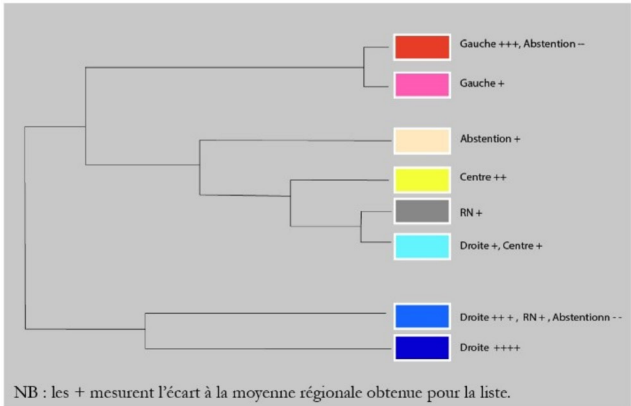 Gauche +++, Abstention --
Gauche +
Abstention +
Centre ++
RN +
Droite +, Centre +
Droite +++ , RN + , Abstentionn - -
Droite ++++
NB : les + mesurent l'écart à la moyenne régionale obtenue pour la liste.